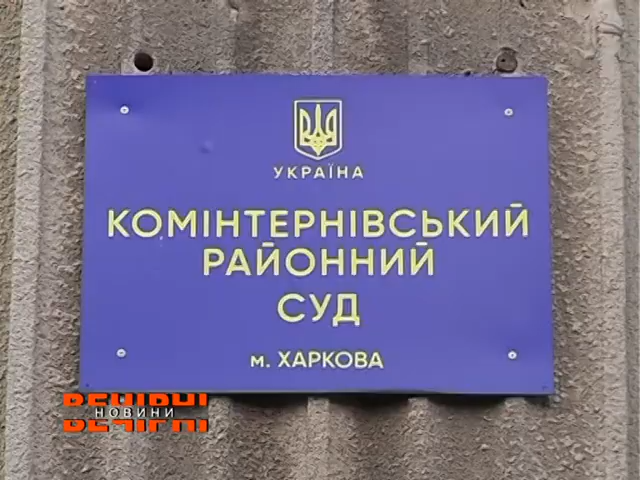 УКРАЇНА
КОМІНТЕРНІВСЬКИЙ
РАЙОННИЙ
СУД
м. ХАРКОВА
ВЕЧІРНІ
НОВИНИ